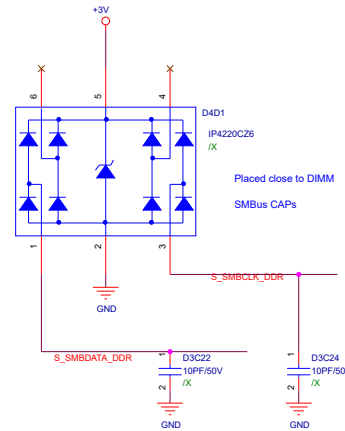 +3V
6
5
4
D4D1
IP4220CZ6
/X
Placed close to DIMM
SMBus CAPs
1
2
3
S_SMBCLK_DDR
GND
S_SMBDATA_DDR
1
D3C22
10PF/50V
/X
2
GND
1
D3C24
10PF/50
/X
2
GND